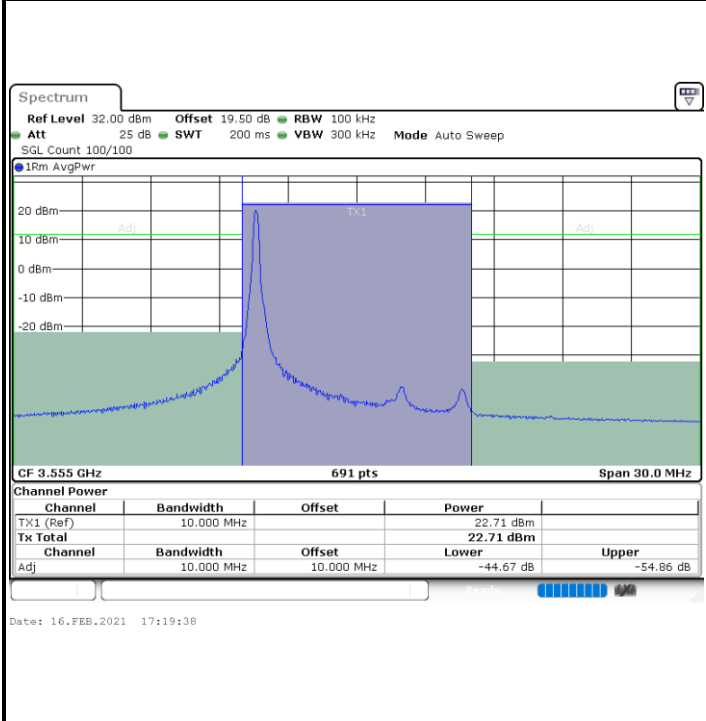 Spectrum
Ref Level 32.00 dBm Offset 19.50 dB RBW 100 kHz
Att 25 dB SWT 200 ms VBW 300 kHz Mode Auto Sweep
SGL Count 100/100
1Rm AvgPwr
20 dBm
TX1
Adj
Adj
10 dBm
0 dBm
-10 dBm
-20 dBm
CF 3.555 GHz 691 pts Span 30.0 MHz
Channel Power
Channel Bandwidth Offset Power
TX1 (Ref) 10.000 MHz 22.71 dBm
Tx Total 22.71 dBm
Channel Bandwidth Offset Lower Upper
Adj 10.000 MHz 10.000 MHz -44.67 dB -54.86 dB
Ready
Date: 16.FEB.2021 17:19:38